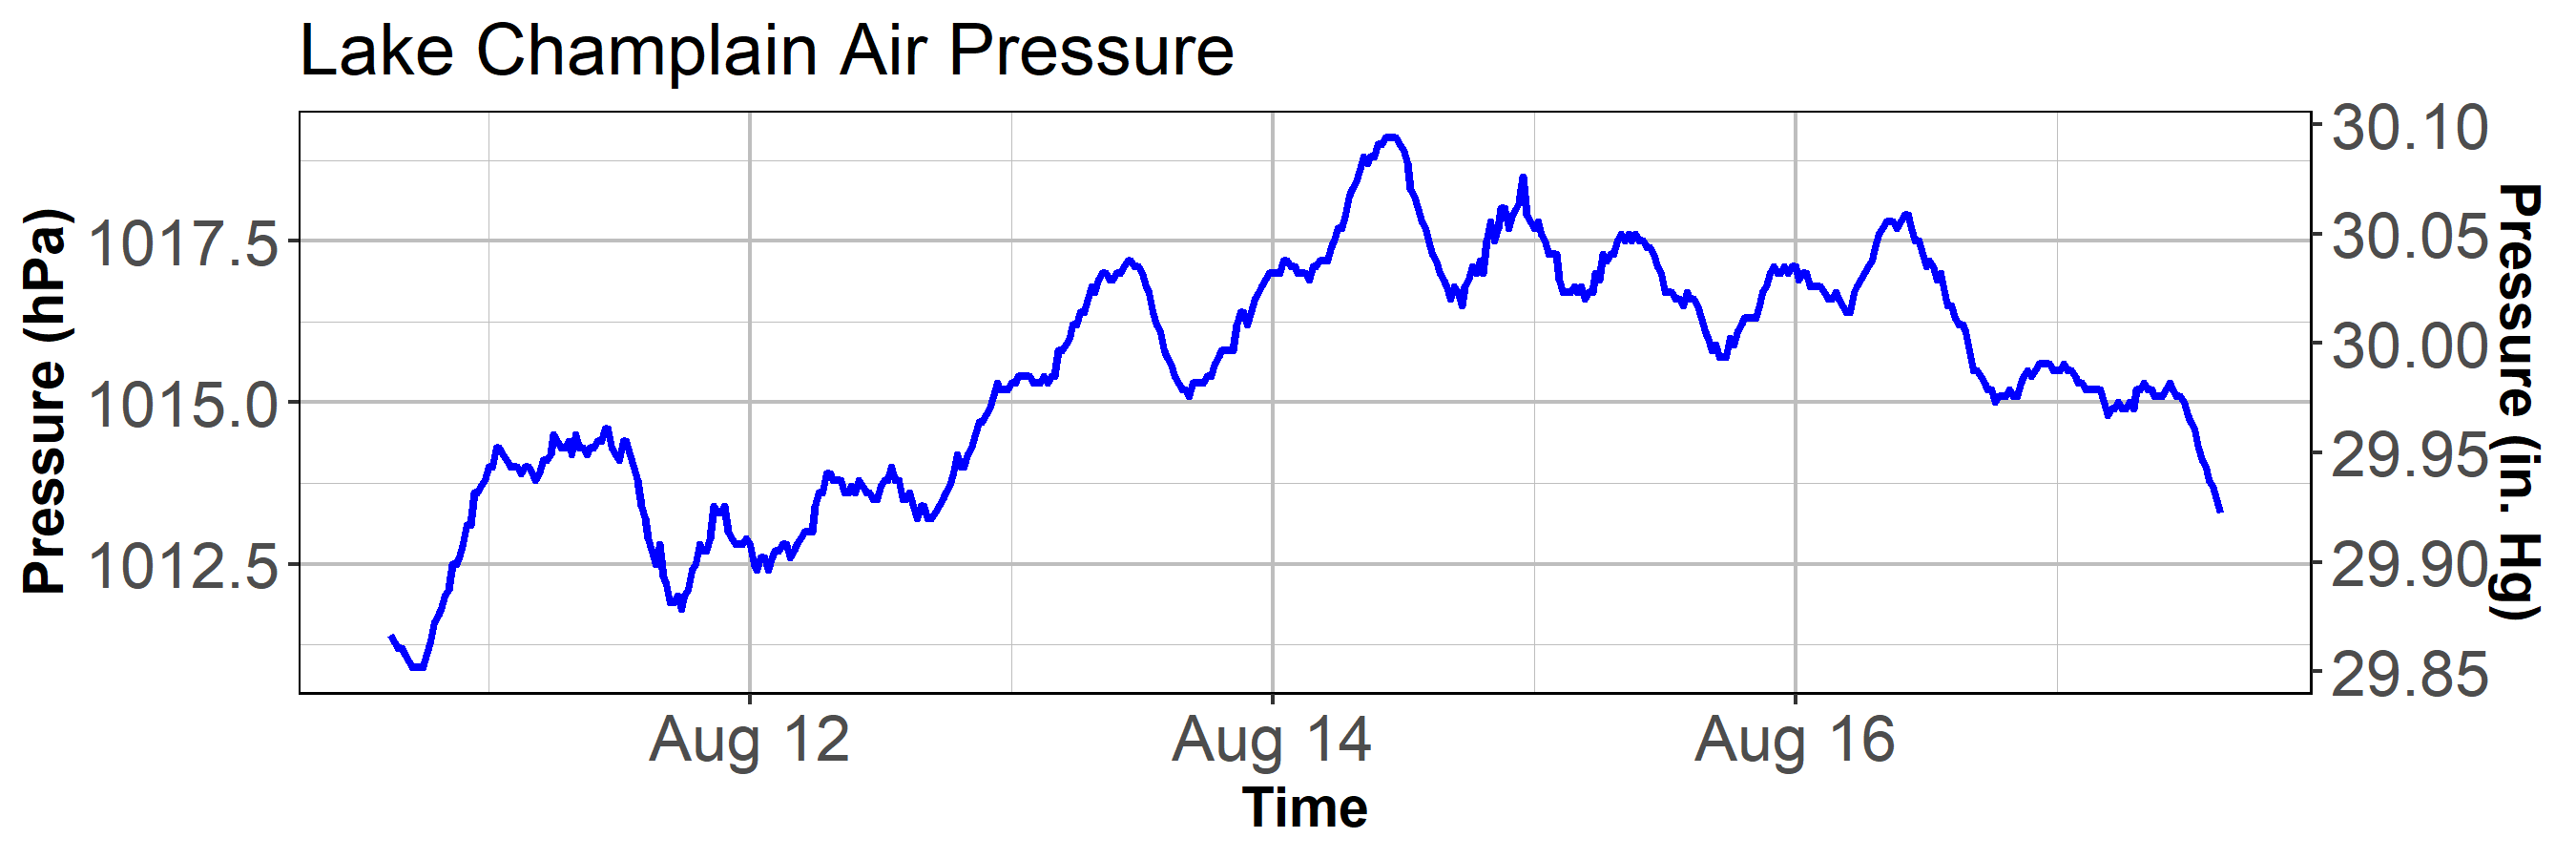 Lake Champlain Air Pressure
Pressure (hPa)
1017.5
1015.0
1012.5
30.10
30.05
30.00
29.95
29.90
29.85
Pressure (in. Hg)
Aug 12
Aug 14
Aug 16
Time